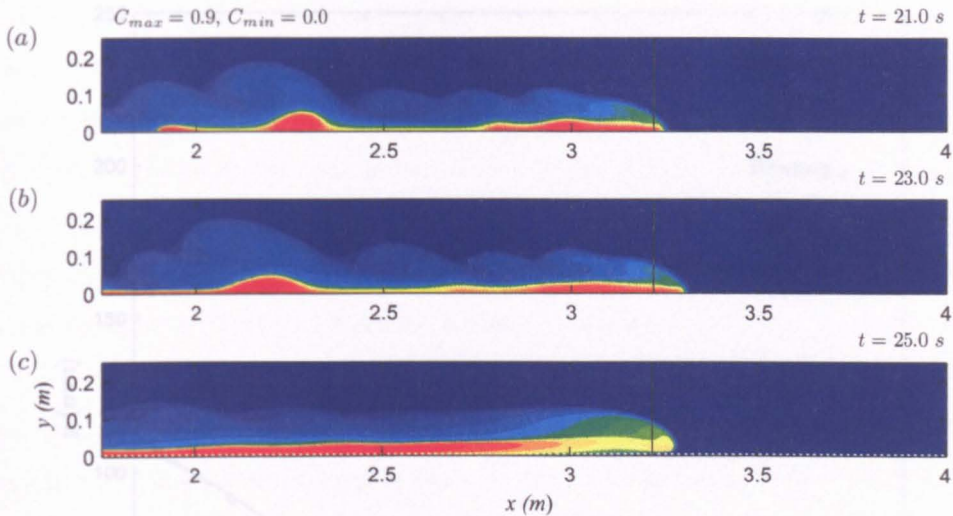 C_max = 0.9, C_min = 0.0
t = 21.0 s
(a)
0.2
0.1
0
2 2.5 3 3.5 4
t = 23.0 s
(b)
0.2
0.1
0
2 2.5 3 3.5 4
t = 25.0 s
(c)
y (m)
0.2
0.1
0
2 2.5 3 3.5 4
x (m)